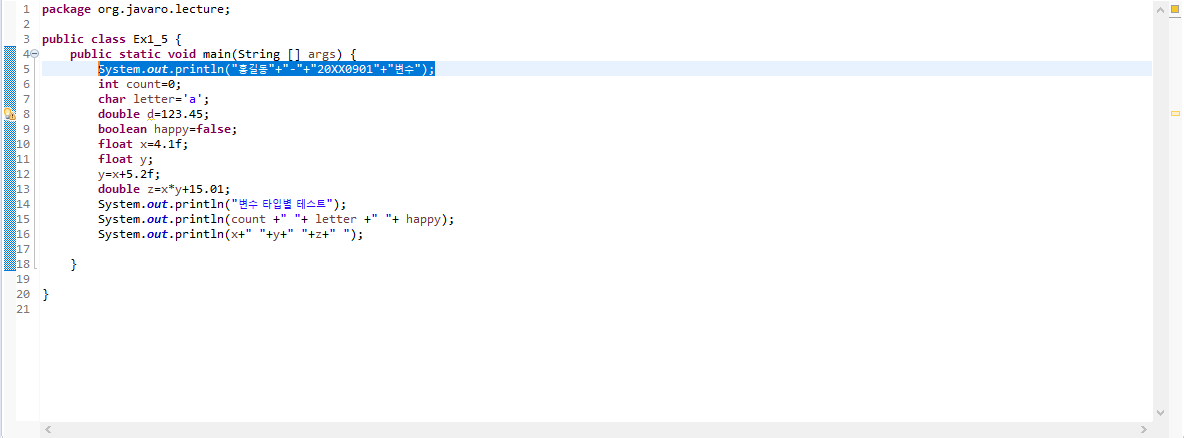 1 package org.javaro.lecture;
2
3 public class Ex1_5 {
4 public static void main(String [] args) {
5 System.out.println("홍길동"+"-"+"20XX0901"+"변수");
6 int count=0;
7 char letter='a';
8 double d=123.45;
9 boolean happy=false;
10 float x=4.1f;
11 float y;
12 y=x+5.2f;
13 double z=x*y+15.01;
14 System.out.println("변수 타입별 테스트");
15 System.out.println(count +" "+ letter +" "+ happy);
16 System.out.println(x+" "+y+" "+z+" ");
17
18 }
19
20 }
21